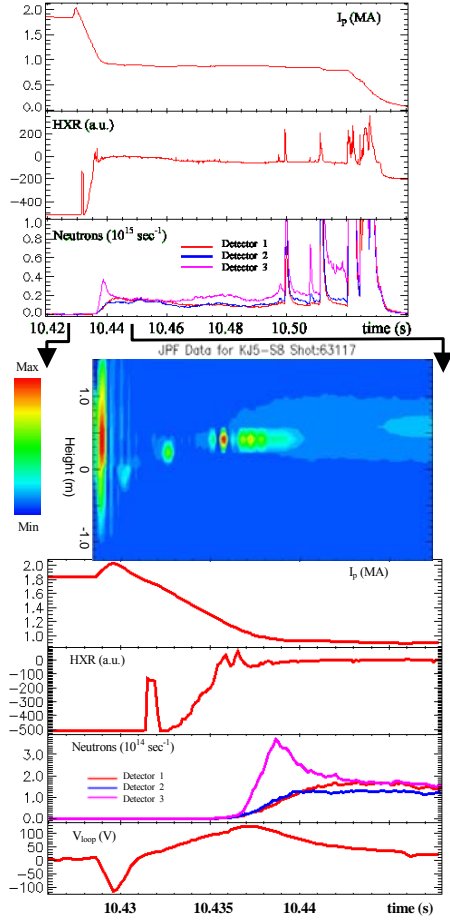 I_p (MA)
2.0
1.5
1.0
0.5
0.0
HXR (a.u.)
200
0
-200
-400
Neutrons (10^15 sec^-1)
Detector 1
Detector 2
Detector 3
1.0
0.8
0.6
0.4
0.2
0.0
10.42 10.44 10.46 10.48 10.50 time (s)
JPF Data for KJ5-S8 Shot:63117
Max
Min
1.0
0.0
-1.0
Height (m)
I_p (MA)
2.0
1.8
1.6
1.4
1.2
1.0
HXR (a.u.)
0
-100
-200
-300
-400
-500
Neutrons (10^14 sec^-1)
Detector 1
Detector 2
Detector 3
3.0
2.0
1.0
0.0
V_loop (V)
100
50
0
-50
-100
10.43 10.435 10.44 time (s)